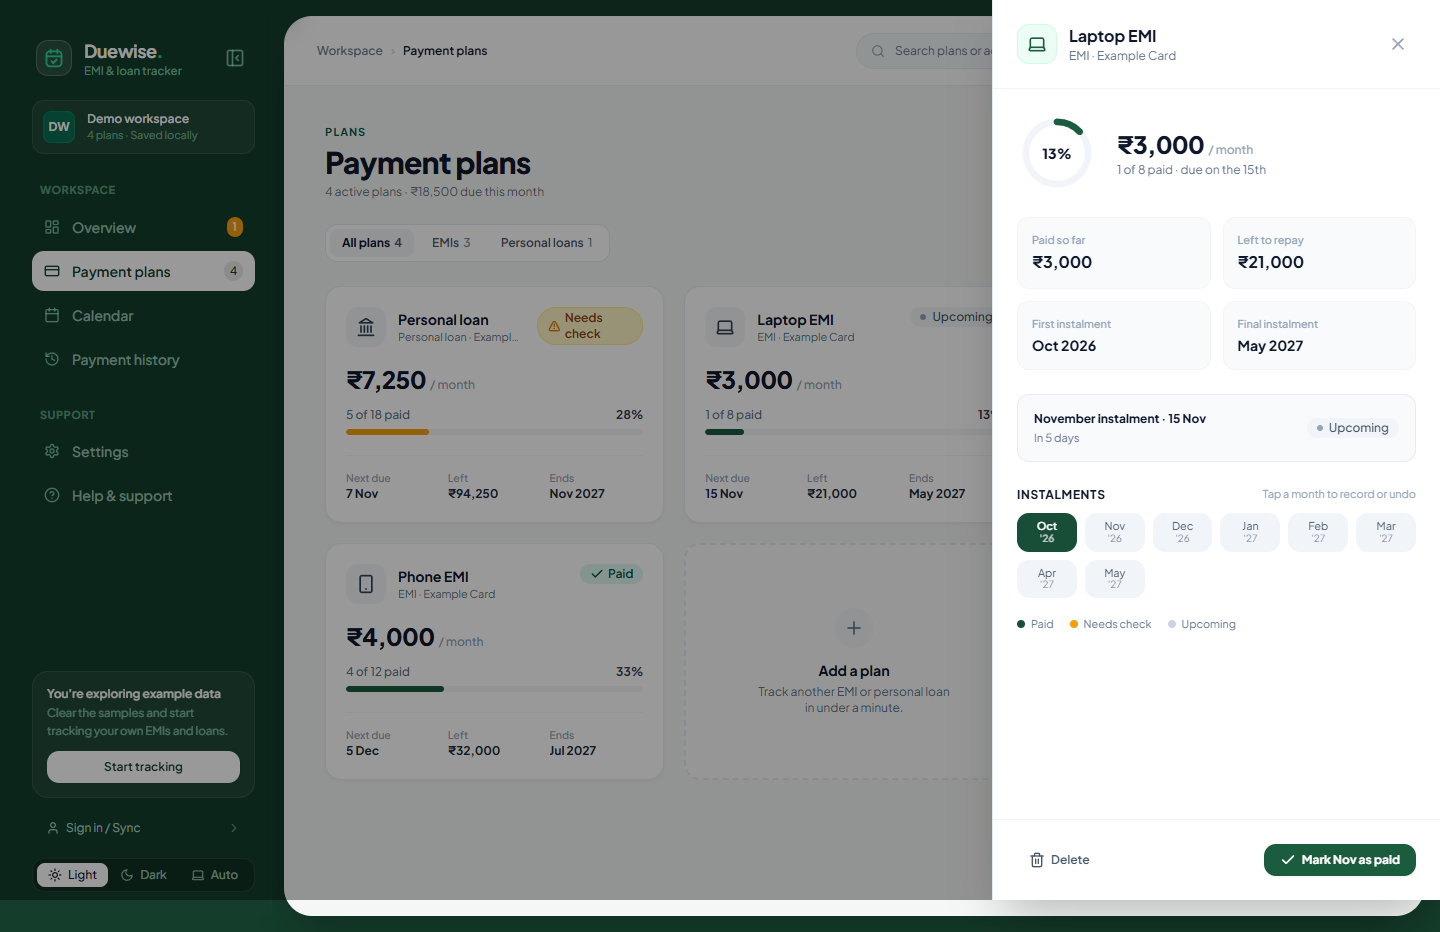 Duewise.
EMI & loan tracker
DW
Demo workspace
4 plans · Saved locally
WORKSPACE
Overview
1
Payment plans
4
Calendar
Payment history
SUPPORT
Settings
Help & support
You're exploring example data
Clear the samples and start
tracking your own EMIs and loans.
Start tracking
Sign in / Sync
Light
Dark
Auto
Workspace › Payment plans
Search plans or
PLANS
Payment plans
4 active plans · ₹18,500 due this month
All plans 4
EMIs 3
Personal loans 1
Personal loan
Personal loan · Exampl...
Needs
check
₹7,250 / month
5 of 18 paid
28%
Next due
Left
Ends
7 Nov
₹94,250
Nov 2027
Laptop EMI
EMI · Example Card
Upcoming
₹3,000 / month
1 of 8 paid
Next due
Left
Ends
15 Nov
₹21,000
May 2027
Phone EMI
EMI · Example Card
Paid
₹4,000 / month
4 of 12 paid
33%
Next due
Left
Ends
5 Dec
₹32,000
Jul 2027
Add a plan
Track another EMI or personal loan
in under a minute.
Laptop EMI
EMI · Example Card
13%
₹3,000 / month
1 of 8 paid · due on the 15th
Paid so far
₹3,000
Left to repay
₹21,000
First instalment
Oct 2026
Final instalment
May 2027
November instalment · 15 Nov
In 5 days
Upcoming
INSTALMENTS
Tap a month to record or undo
Oct
'26
Nov
'26
Dec
'26
Jan
'27
Feb
'27
Mar
'27
Apr
'27
May
'27
Paid
Needs check
Upcoming
Delete
Mark Nov as paid